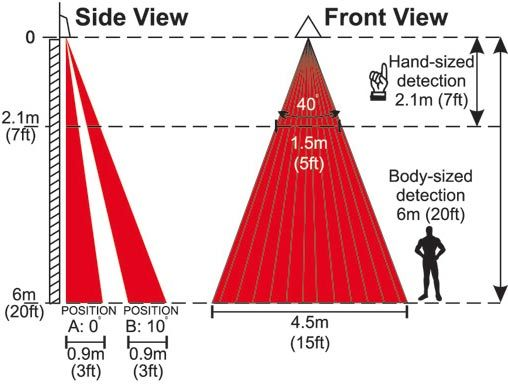 Side View
Front View
0
Hand-sized
detection
2.1m (7ft)
40°
2.1m
(7ft)
1.5m
(5ft)
Body-sized
detection
6m (20ft)
6m
(20ft)
POSITION
A: 0°
POSITION
B: 10°
0.9m
(3ft)
0.9m
(3ft)
4.5m
(15ft)